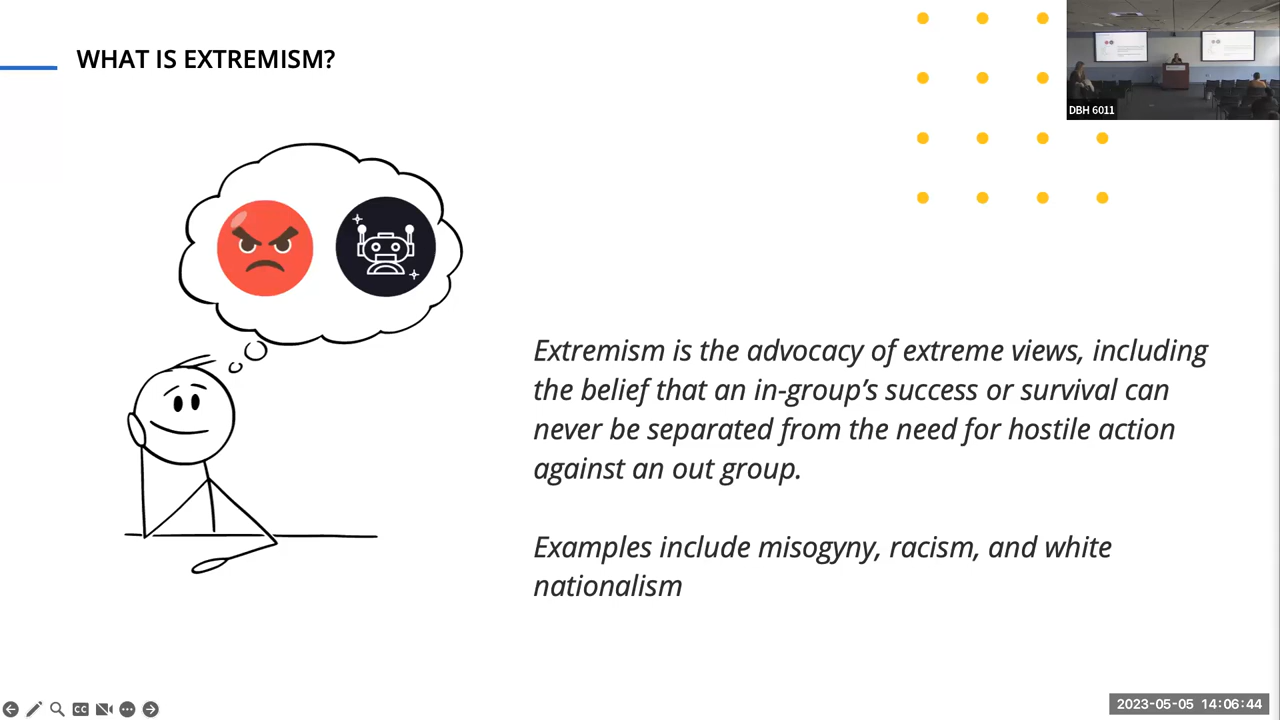 WHAT IS EXTREMISM?
DBH 6011
Extremism is the advocacy of extreme views, including
the belief that an in-group's success or survival can
never be separated from the need for hostile action
against an out group.
Examples include misogyny, racism, and white
nationalism
CC
2023-05-05 14:06:44